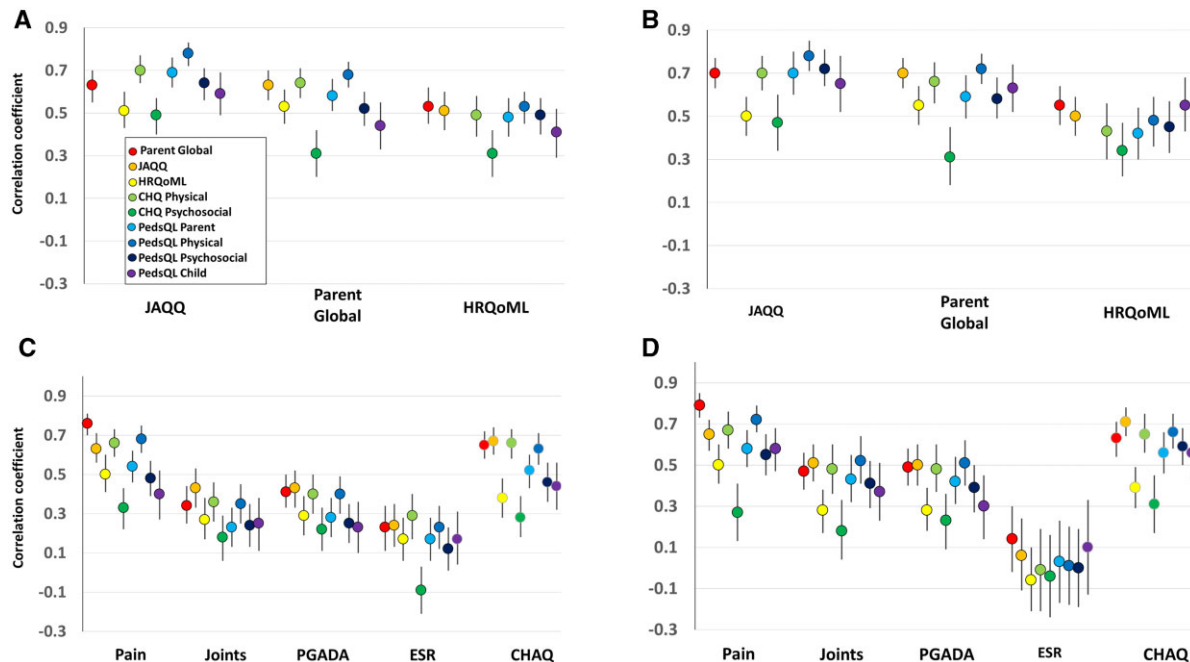 A
Correlation coefficient
0.9
0.7
0.5
0.3
0.1
-0.1
-0.3
Parent Global
JAQQ
HRQoML
CHQ Physical
CHQ Psychosocial
PedsQL Parent
PedsQL Physical
PedsQL Psychosocial
PedsQL Child
JAQQ
Parent
Global
HRQoML
B
0.9
0.7
0.5
0.3
0.1
-0.1
-0.3
JAQQ
Parent
Global
HRQoML
C
Correlation coefficient
0.9
0.7
0.5
0.3
0.1
-0.1
-0.3
Pain
Joints
PGADA
ESR
CHAQ
D
0.9
0.7
0.5
0.3
0.1
-0.1
-0.3
Pain
Joints
PGADA
ESR
CHAQ